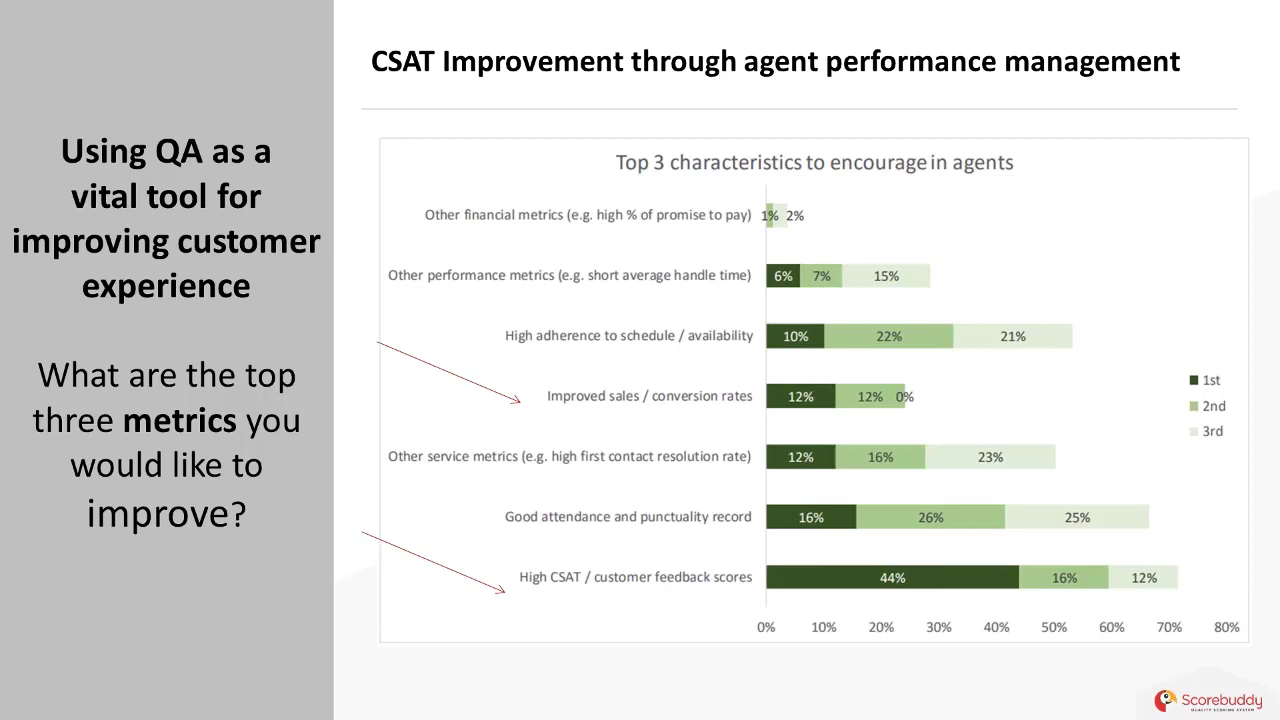 CSAT Improvement through agent performance management
Using QA as a
vital tool for
improving customer
experience
What are the top
three metrics you
would like to
improve?
Top 3 characteristics to encourage in agents
Other financial metrics (e.g. high % of promise to pay) 1% 2%
Other performance metrics (e.g. short average handle time) 6% 7% 15%
High adherence to schedule / availability 10% 22% 21%
Improved sales / conversion rates 12% 12% 0%
Other service metrics (e.g. high first contact resolution rate) 12% 16% 23%
Good attendance and punctuality record 16% 26% 25%
High CSAT / customer feedback scores 44% 16% 12%
0% 10% 20% 30% 40% 50% 60% 70% 80%
1st
2nd
3rd
Scorebuddy
QUALITY SCORING SYSTEM